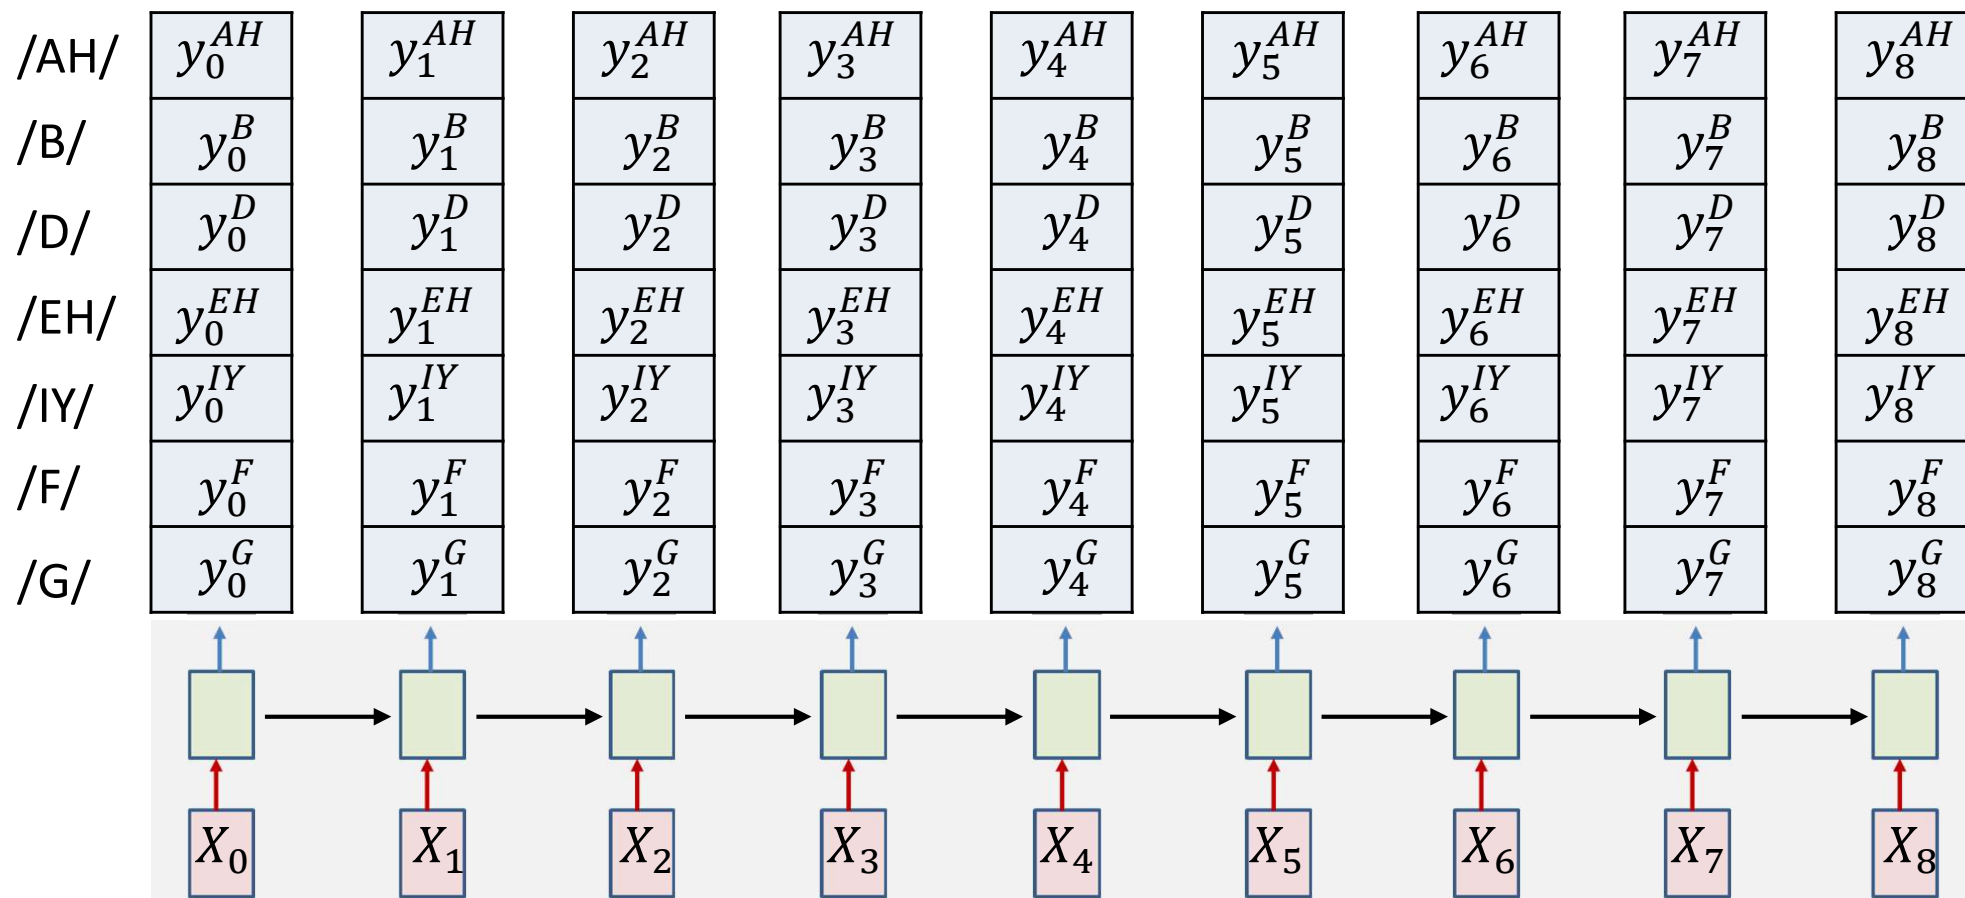 /AH/ y_0^{AH} y_1^{AH} y_2^{AH} y_3^{AH} y_4^{AH} y_5^{AH} y_6^{AH} y_7^{AH} y_8^{AH}
/B/ y_0^B y_1^B y_2^B y_3^B y_4^B y_5^B y_6^B y_7^B y_8^B
/D/ y_0^D y_1^D y_2^D y_3^D y_4^D y_5^D y_6^D y_7^D y_8^D
/EH/ y_0^{EH} y_1^{EH} y_2^{EH} y_3^{EH} y_4^{EH} y_5^{EH} y_6^{EH} y_7^{EH} y_8^{EH}
/IY/ y_0^{IY} y_1^{IY} y_2^{IY} y_3^{IY} y_4^{IY} y_5^{IY} y_6^{IY} y_7^{IY} y_8^{IY}
/F/ y_0^F y_1^F y_2^F y_3^F y_4^F y_5^F y_6^F y_7^F y_8^F
/G/ y_0^G y_1^G y_2^G y_3^G y_4^G y_5^G y_6^G y_7^G y_8^G
X_0 X_1 X_2 X_3 X_4 X_5 X_6 X_7 X_8